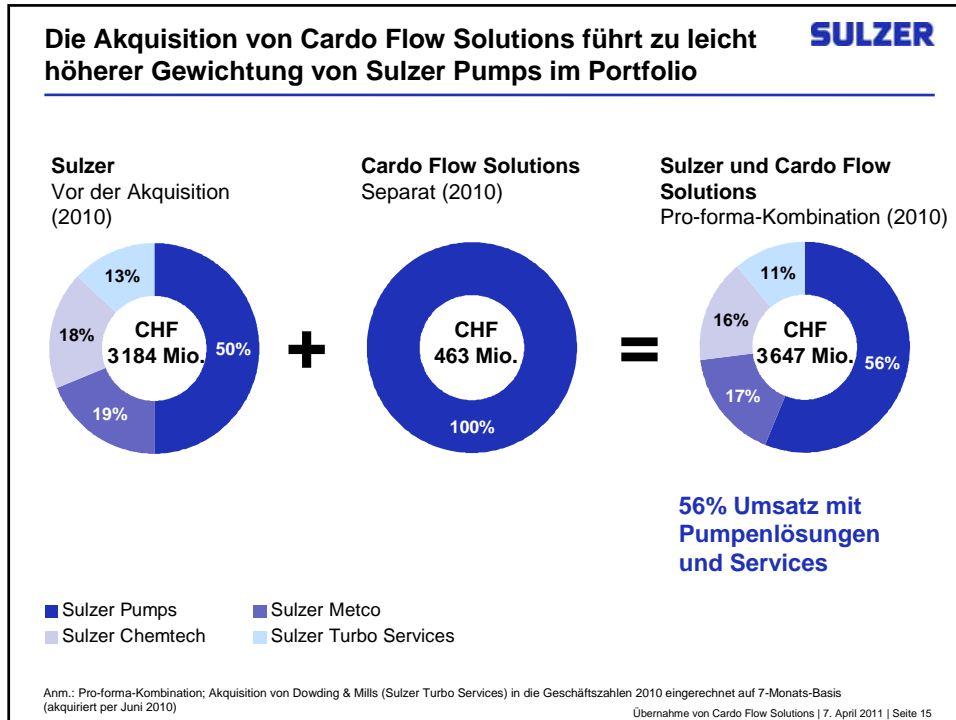 Die Akquisition von Cardo Flow Solutions führt zu leicht
höherer Gewichtung von Sulzer Pumps im Portfolio
SULZER
Sulzer
Vor der Akquisition
(2010)
Cardo Flow Solutions
Separat (2010)
Sulzer und Cardo Flow
Solutions
Pro-forma-Kombination (2010)
13%
18%
CHF
3184 Mio.
50%
19%
+
CHF
463 Mio.
100%
=
11%
16%
CHF
3647 Mio.
56%
17%
56% Umsatz mit
Pumpenlösungen
und Services
Sulzer Pumps
Sulzer Metco
Sulzer Chemtech
Sulzer Turbo Services
Anm.: Pro-forma-Kombination; Akquisition von Dowding & Mills (Sulzer Turbo Services) in die Geschäftszahlen 2010 eingerechnet auf 7-Monats-Basis
(akquiriert per Juni 2010)
Übernahme von Cardo Flow Solutions | 7. April 2011 | Seite 15